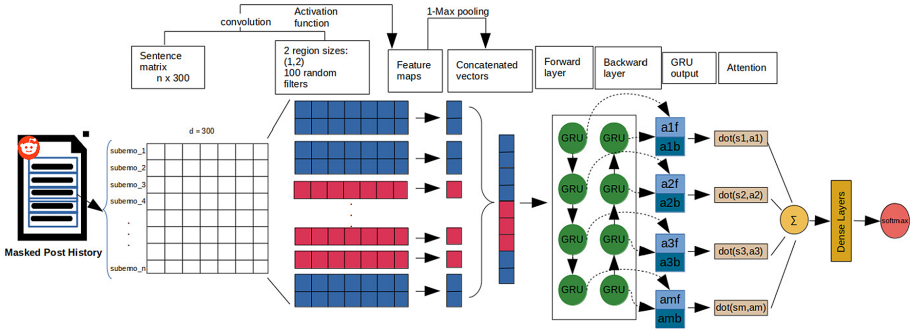 convolution
Activation
function
1-Max pooling
Sentence
matrix
n x 300
2 region sizes:
(1,2)
100 random
filters
Feature
maps
Concatenated
vectors
Forward
layer
Backward
layer
GRU
output
Attention
d = 300
subemo_1
subemo_2
subemo_3
subemo_4
.
.
.
subemo_n
Masked Post History
.
.
.
GRU
GRU
GRU
GRU
GRU
GRU
GRU
GRU
a1f
a1b
a2f
a2b
a3f
a3b
amf
amb
dot(s1,a1)
dot(s2,a2)
dot(s3,a3)
dot(sm,am)
Σ
Dense Layers
softmax